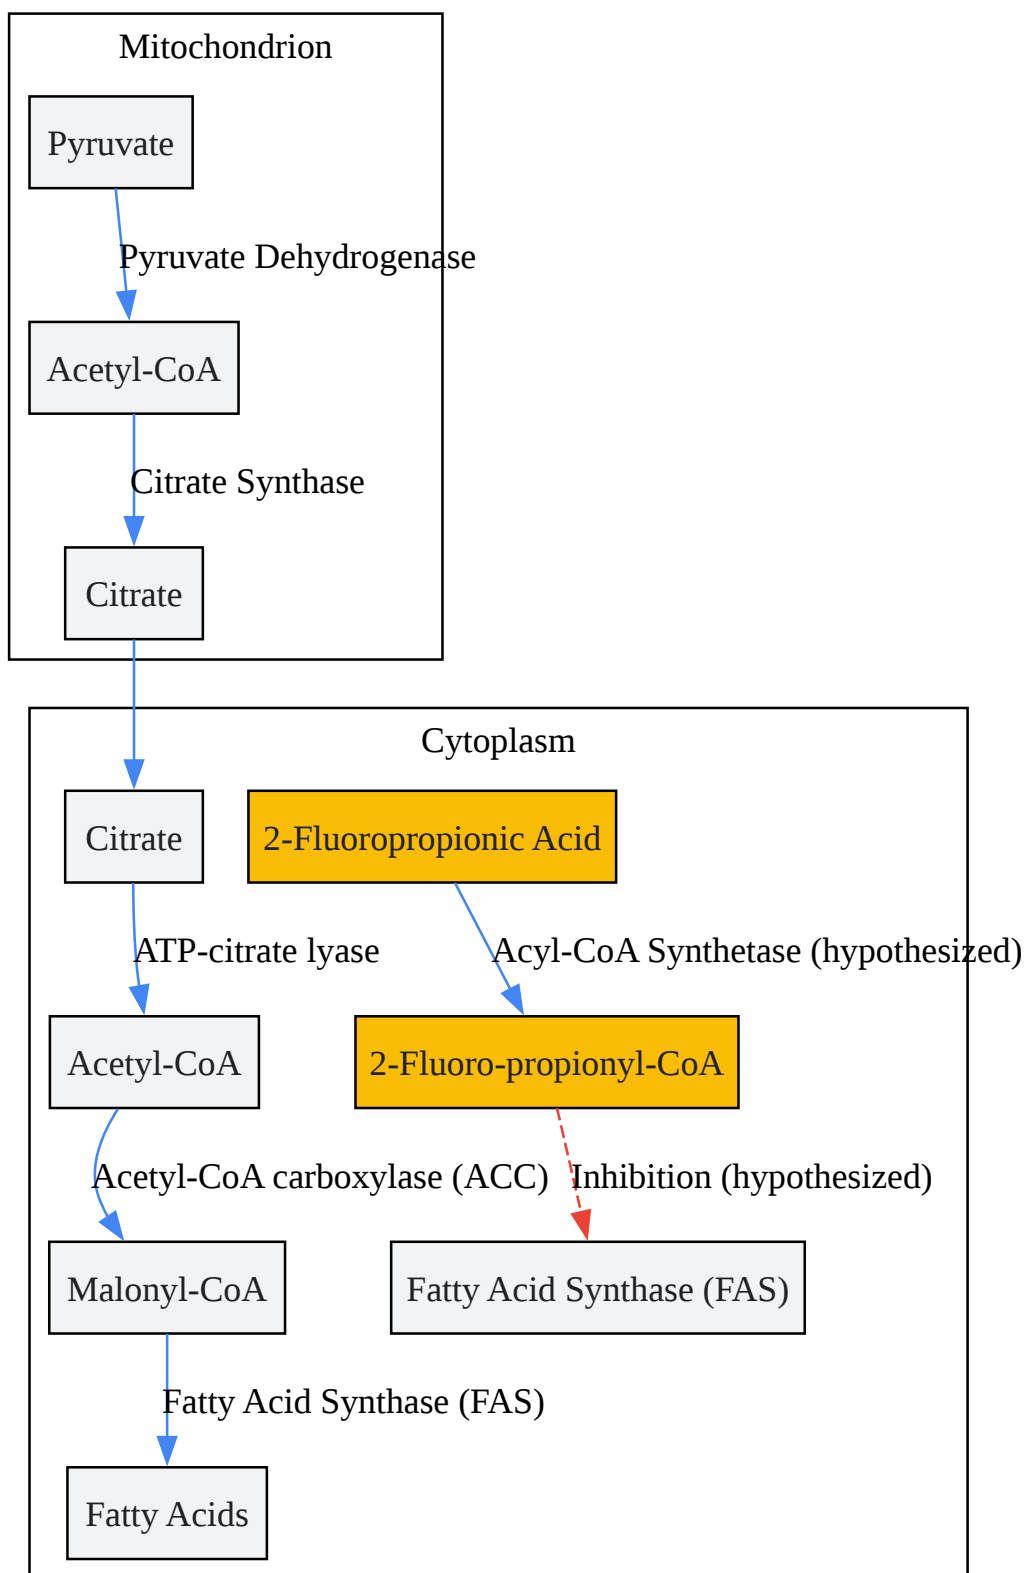 Mitochondrion
Pyruvate
Pyruvate Dehydrogenase
Acetyl-CoA
Citrate Synthase
Citrate
Cytoplasm
Citrate
2-Fluoropropionic Acid
ATP-citrate lyase
Acyl-CoA Synthetase (hypothesized)
Acetyl-CoA
2-Fluoro-propionyl-CoA
Acetyl-CoA carboxylase (ACC)
Inhibition (hypothesized)
Malonyl-CoA
Fatty Acid Synthase (FAS)
Fatty Acid Synthase (FAS)
Fatty Acids